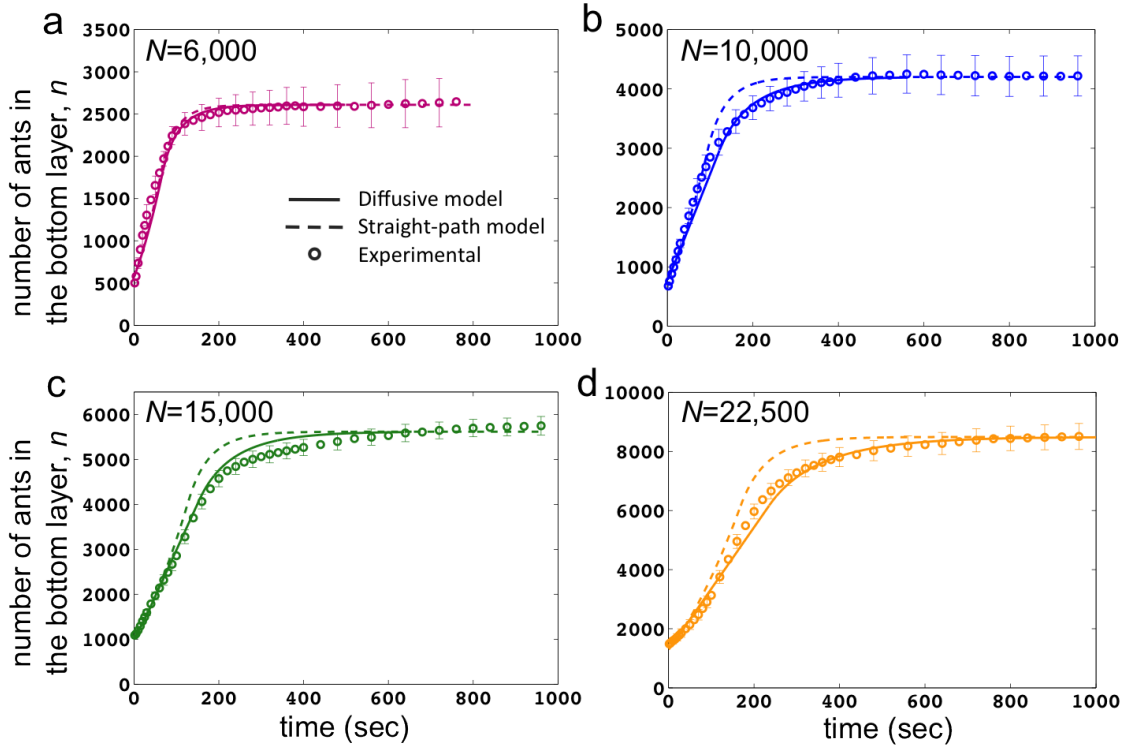 a
N=6,000
number of ants in
the bottom layer, n
3500
3000
2500
2000
1500
1000
500
0
0 200 400 600 800 1000
Diffusive model
Straight-path model
Experimental
b
N=10,000
5000
4000
3000
2000
1000
0
0 200 400 600 800 1000
c
N=15,000
number of ants in
the bottom layer, n
6000
5000
4000
3000
2000
1000
0
0 200 400 600 800 1000
time (sec)
d
N=22,500
10000
8000
6000
4000
2000
0
0 200 400 600 800 1000
time (sec)